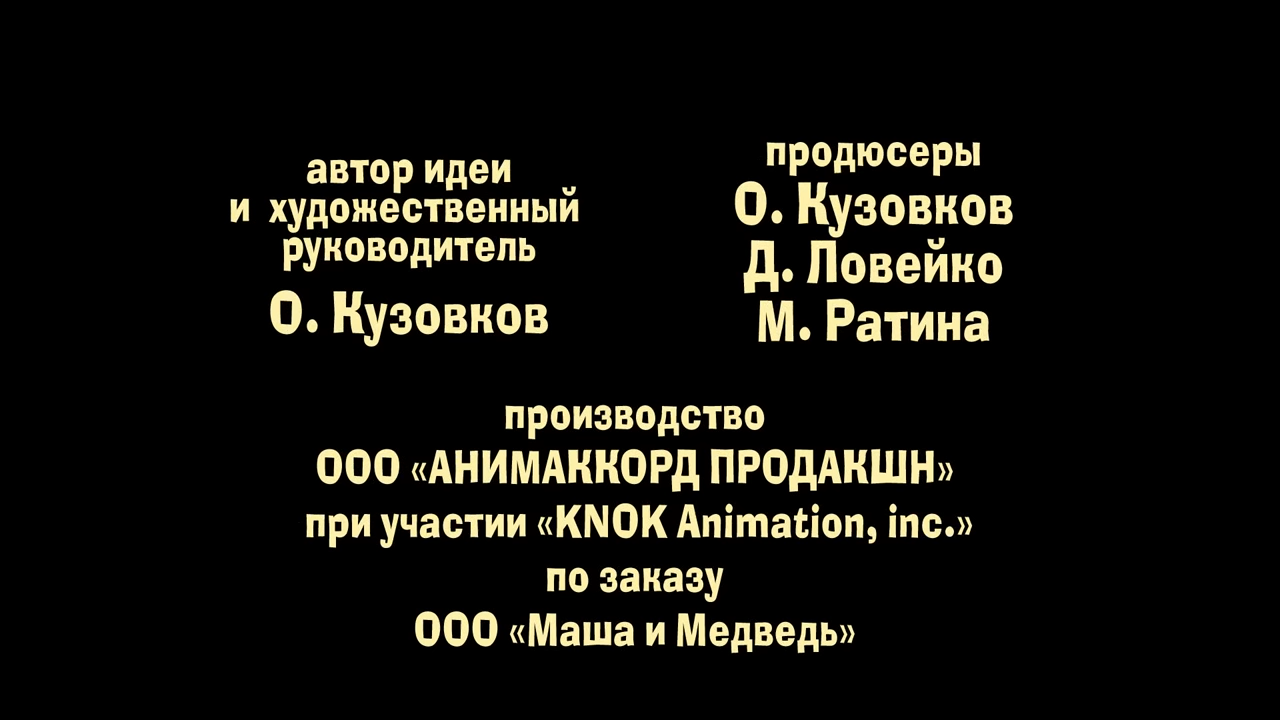 автор идеи
и художественный
руководитель
О. Кузовков
продюсеры
О. Кузовков
Д. Ловейко
М. Ратина
производство
ООО «АНИМАККОРД ПРОДАКШН»
при участии «KNOK Animation, inc.»
по заказу
ООО «Маша и Медведь»